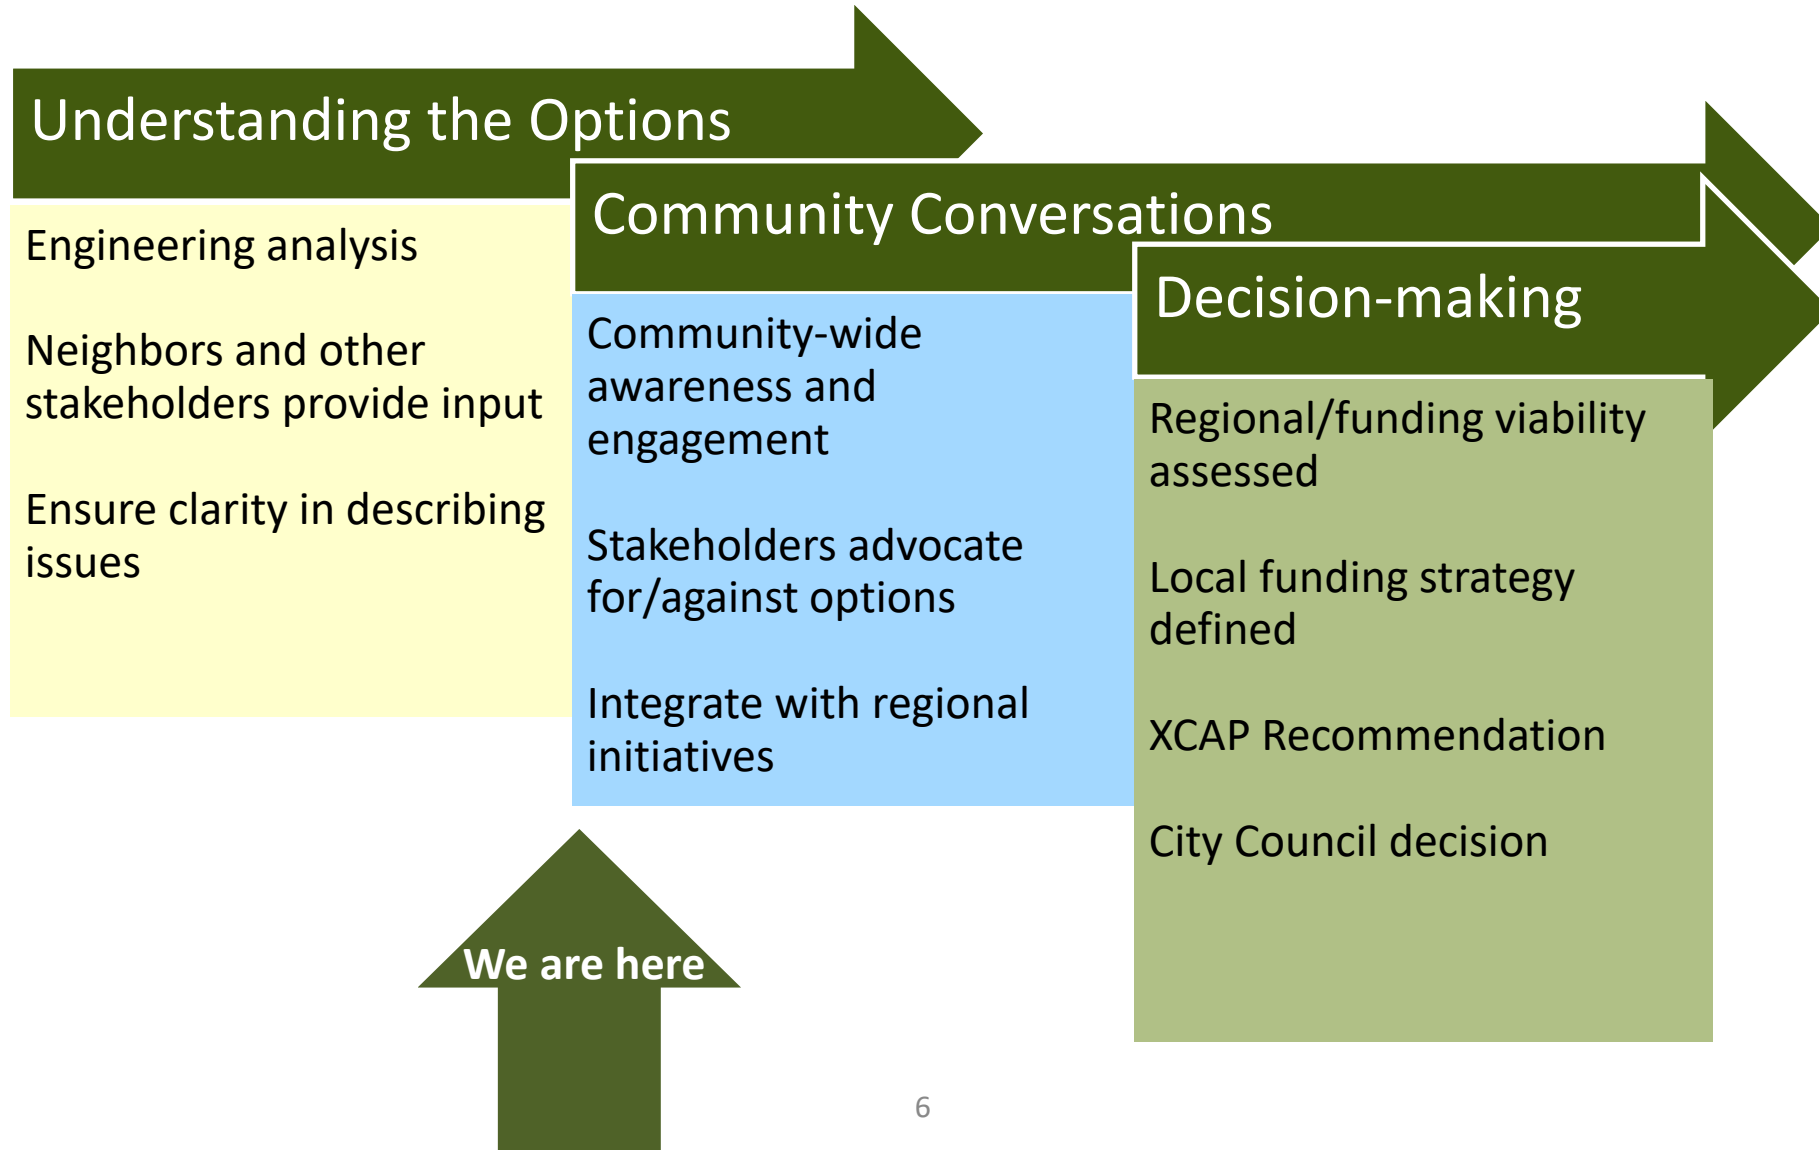 Understanding the Options
Engineering analysis
Neighbors and other
stakeholders provide input
Ensure clarity in describing
issues
Community Conversations
Community-wide
awareness and
engagement
Stakeholders advocate
for/against options
Integrate with regional
initiatives
Decision-making
Regional/funding viability
assessed
Local funding strategy
defined
XCAP Recommendation
City Council decision
We are here
6